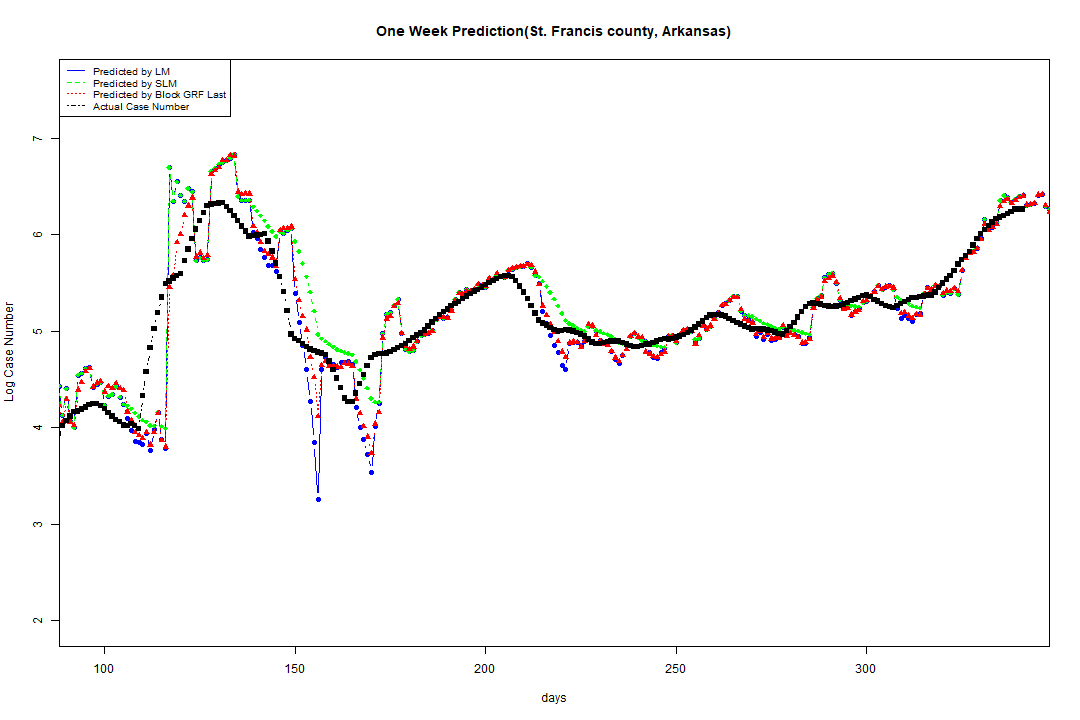 One Week Prediction(St. Francis county, Arkansas)
Predicted by LM
Predicted by SLM
Predicted by Block GRF Last
Actual Case Number
7
6
5
4
3
2
Log Case Number
100 150 200 250 300
days